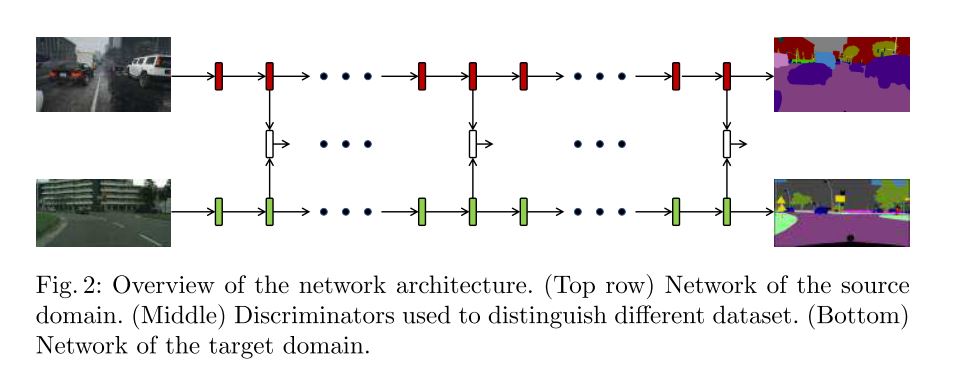 Fig. 2: Overview of the network architecture. (Top row) Network of the source
domain. (Middle) Discriminators used to distinguish different dataset. (Bottom)
Network of the target domain.